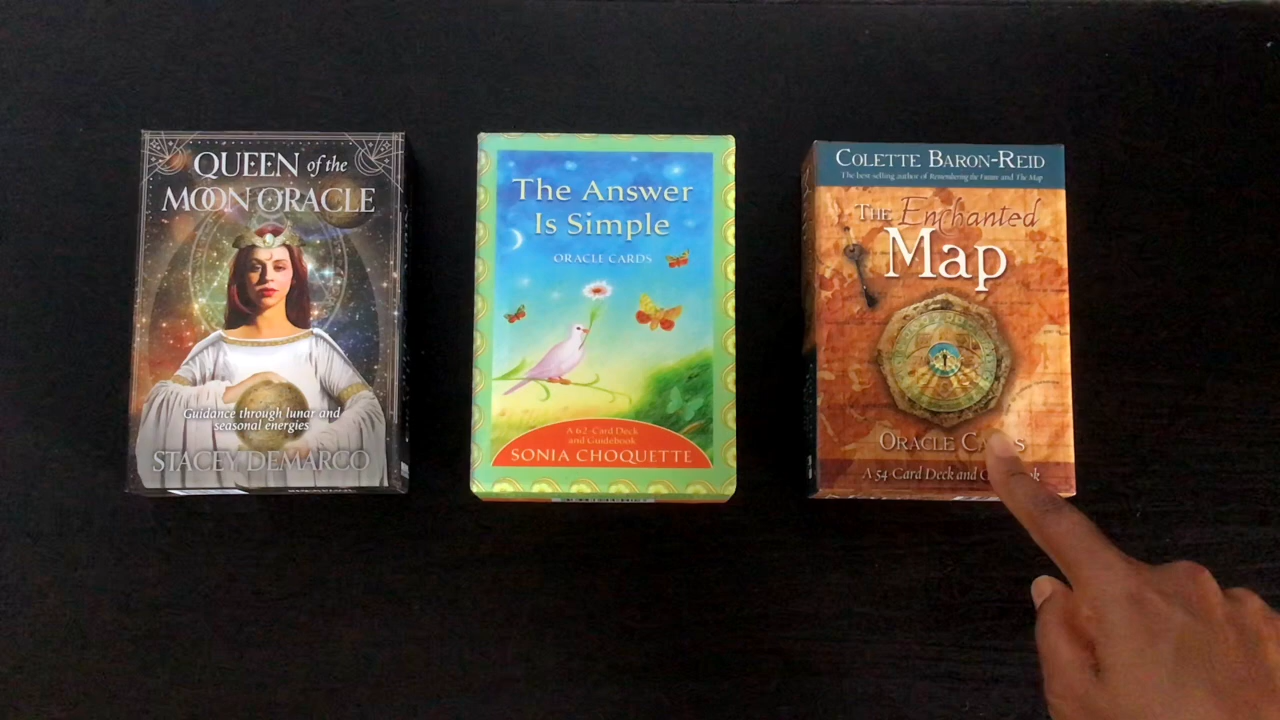 QUEEN of the
MOON ORACLE
Guidance through lunar and
seasonal energies
STACEY DEMARCO
The Answer
Is Simple
ORACLE CARDS
A 62-Card Deck
and Guidebook
SONIA CHOQUETTE
COLETTE BARON-REID
The best-selling author of Remembering the Future and The Map
THE Enchanted
Map
ORACLE
A 54-Card Deck and